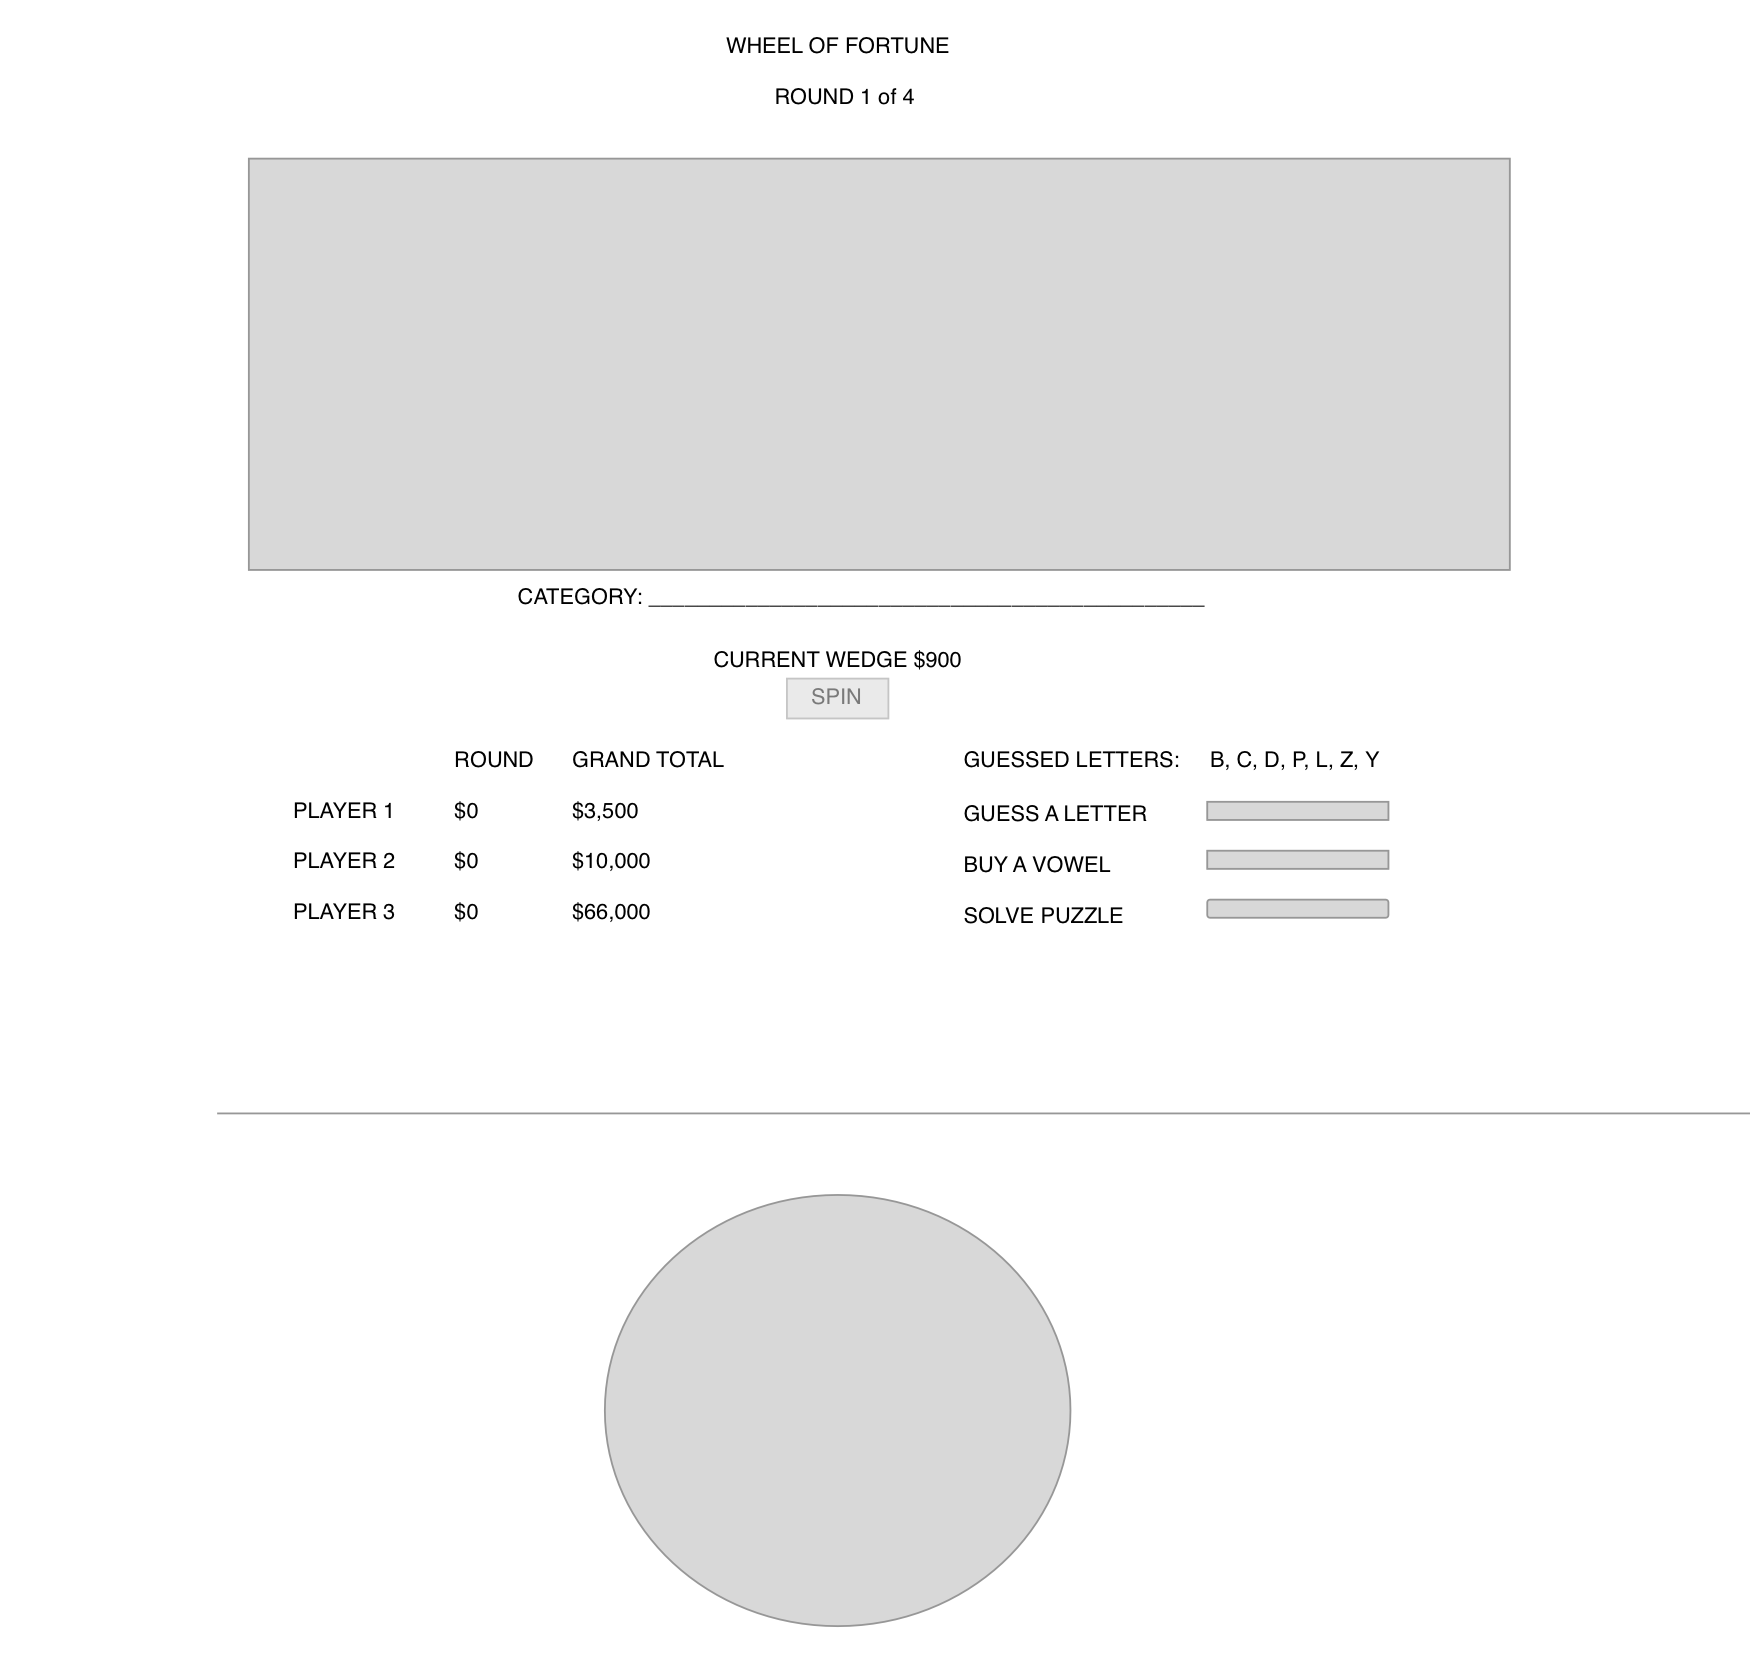 WHEEL OF FORTUNE
ROUND 1 of 4
CATEGORY: ______________________________________________
CURRENT WEDGE $900
SPIN
ROUND GRAND TOTAL
PLAYER 1 $0 $3,500
PLAYER 2 $0 $10,000
PLAYER 3 $0 $66,000
GUESSED LETTERS: B, C, D, P, L, Z, Y
GUESS A LETTER
BUY A VOWEL
SOLVE PUZZLE